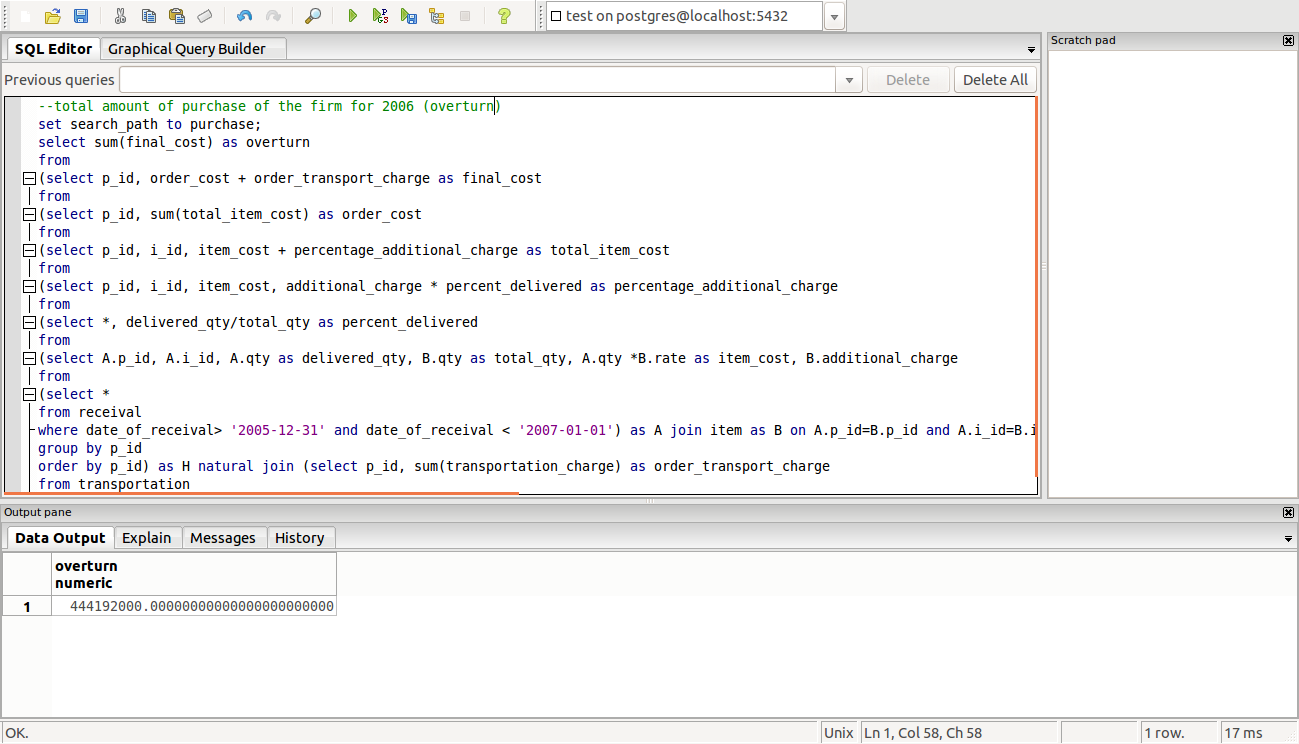 test on postgres@localhost:5432
SQL Editor Graphical Query Builder
Scratch pad
Previous queries Delete Delete All
--total amount of purchase of the firm for 2006 (overturn)
set search_path to purchase;
select sum(final_cost) as overturn
from
(select p_id, order_cost + order_transport_charge as final_cost
from
(select p_id, sum(total_item_cost) as order_cost
from
(select p_id, i_id, item_cost + percentage_additional_charge as total_item_cost
from
(select p_id, i_id, item_cost, additional_charge * percent_delivered as percentage_additional_charge
from
(select *, delivered_qty/total_qty as percent_delivered
from
(select A.p_id, A.i_id, A.qty as delivered_qty, B.qty as total_qty, A.qty *B.rate as item_cost, B.additional_charge
from
(select *
from receival
where date_of_receival> '2005-12-31' and date_of_receival < '2007-01-01') as A join item as B on A.p_id=B.p_id and A.i_id=B.i
group by p_id
order by p_id) as H natural join (select p_id, sum(transportation_charge) as order_transport_charge
from transportation
Output pane
Data Output Explain Messages History
overturn
numeric
1 444192000.00000000000000000000000
OK. Unix Ln 1, Col 58, Ch 58 1 row. 17 ms